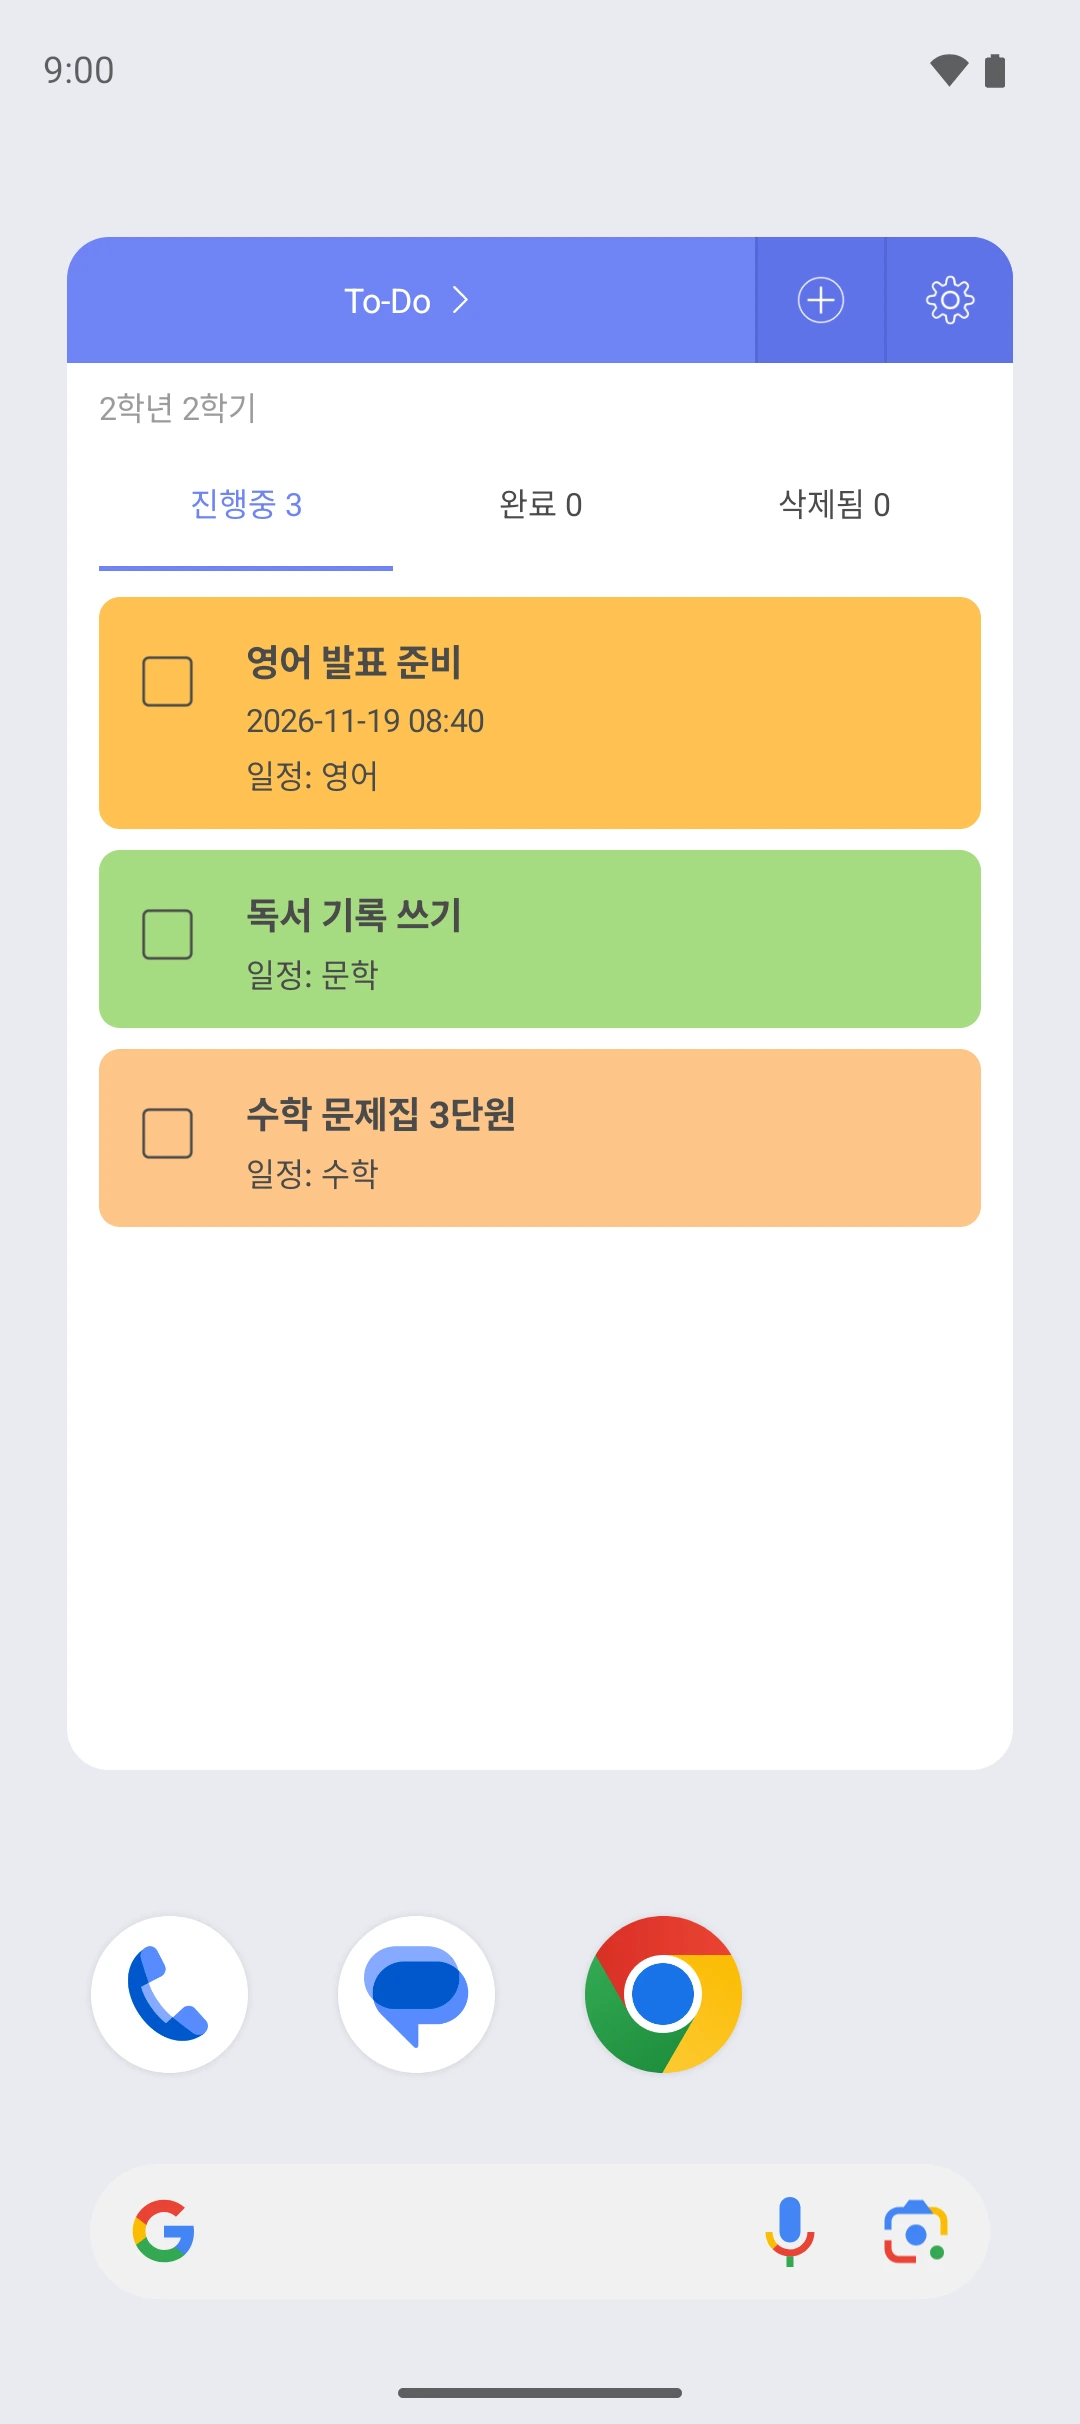 9:00
To-Do
2학년 2학기
진행중 3
완료 0
삭제됨 0
영어 발표 준비
2026-11-19 08:40
일정: 영어
독서 기록 쓰기
일정: 문학
수학 문제집 3단원
일정: 수학